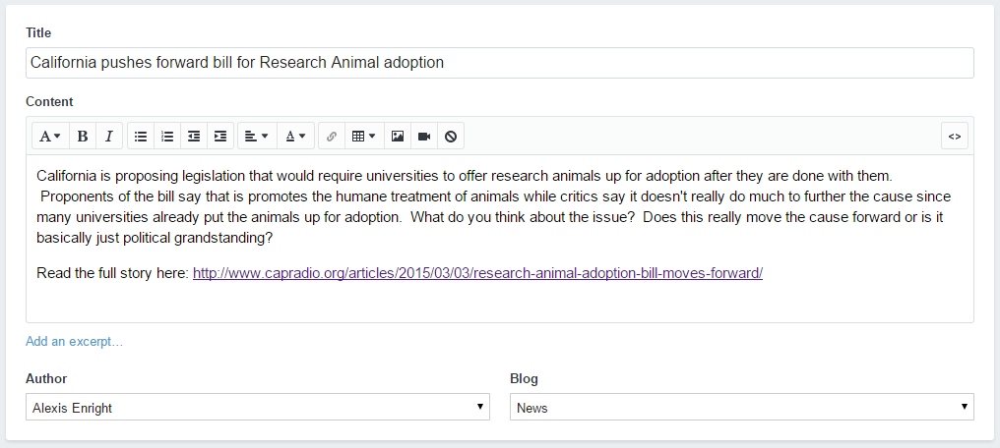 Title
California pushes forward bill for Research Animal adoption
Content
A B I A <>
California is proposing legislation that would require universities to offer research animals up for adoption after they are done with them.
Proponents of the bill say that is promotes the humane treatment of animals while critics say it doesn't really do much to further the cause since
many universities already put the animals up for adoption.  What do you think about the issue?  Does this really move the cause forward or is it
basically just political grandstanding?
Read the full story here: http://www.capradio.org/articles/2015/03/03/research-animal-adoption-bill-moves-forward/
Add an excerpt...
Author Blog
Alexis Enright News